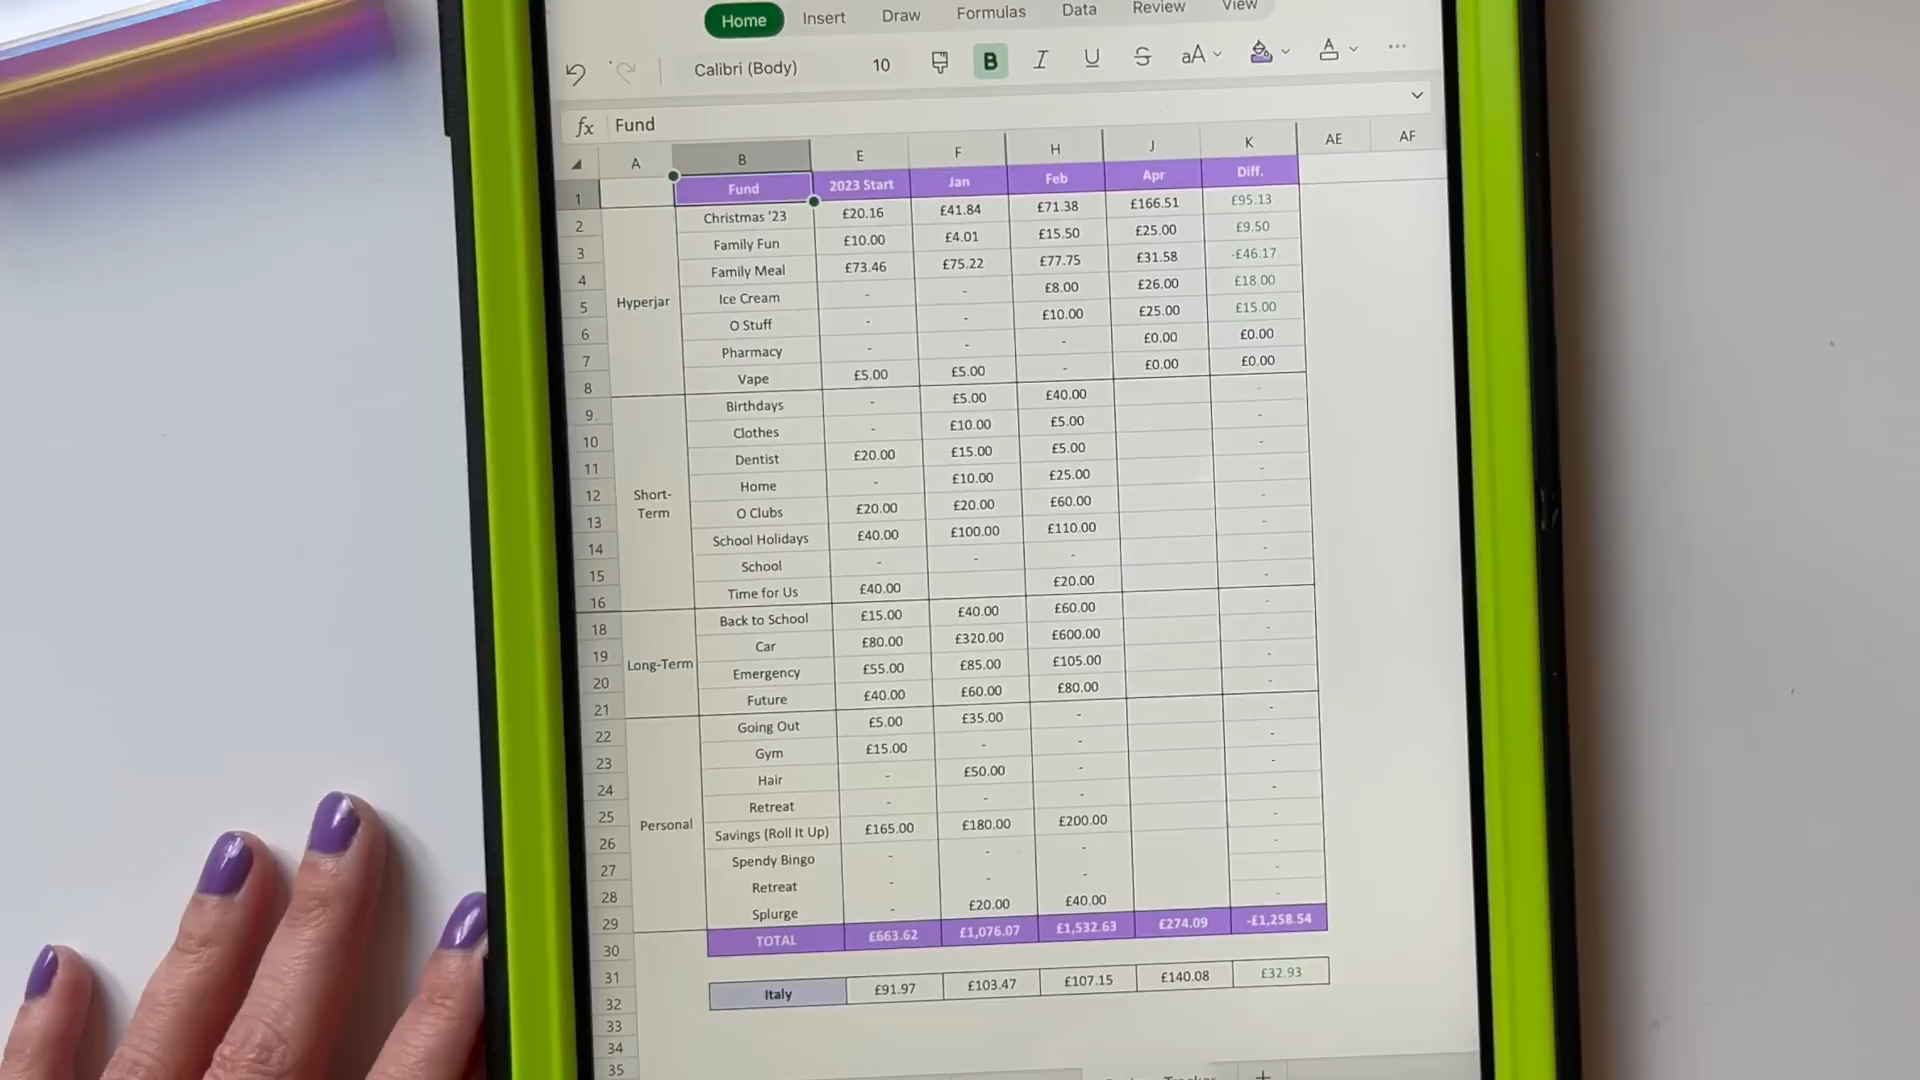 Home Insert Draw Formulas Data Review View
Calibri (Body) 10 B I U S aA A ...
fx Fund
A B E F H J K AE AF
1 Fund 2023 Start Jan Feb Apr Diff.
2 Christmas '23 £20.16 £41.84 £71.38 £166.51 £95.13
3 Family Fun £10.00 £4.01 £15.50 £25.00 £9.50
4 Family Meal £73.46 £75.22 £77.75 £31.58 -£46.17
5 Hyperjar Ice Cream - - £8.00 £26.00 £18.00
6 O Stuff - - £10.00 £25.00 £15.00
7 Pharmacy - - - £0.00 £0.00
8 Vape £5.00 £5.00 - £0.00 £0.00
9 Birthdays - £5.00 £40.00 -
10 Clothes - £10.00 £5.00 -
11 Dentist £20.00 £15.00 £5.00 -
12 Short-Term Home - £10.00 £25.00 -
13 O Clubs £20.00 £20.00 £60.00 -
14 School Holidays £40.00 £100.00 £110.00 -
15 School - - - -
16 Time for Us £40.00 £20.00 -
18 Back to School £15.00 £40.00 £60.00 -
19 Car £80.00 £320.00 £600.00 -
20 Long-Term Emergency £55.00 £85.00 £105.00 -
21 Future £40.00 £60.00 £80.00 -
22 Going Out £5.00 £35.00 - -
23 Gym £15.00 - - -
24 Hair - £50.00 - -
25 Retreat - - - -
26 Personal Savings (Roll It Up) £165.00 £180.00 £200.00 -
27 Spendy Bingo - - - -
28 Retreat - - - -
29 Splurge - £20.00 £40.00 -
30 TOTAL £663.62 £1,076.07 £1,532.63 £274.09 -£1,258.54
31
32 Italy £91.97 £103.47 £107.15 £140.08 £32.93
33
34
35
+